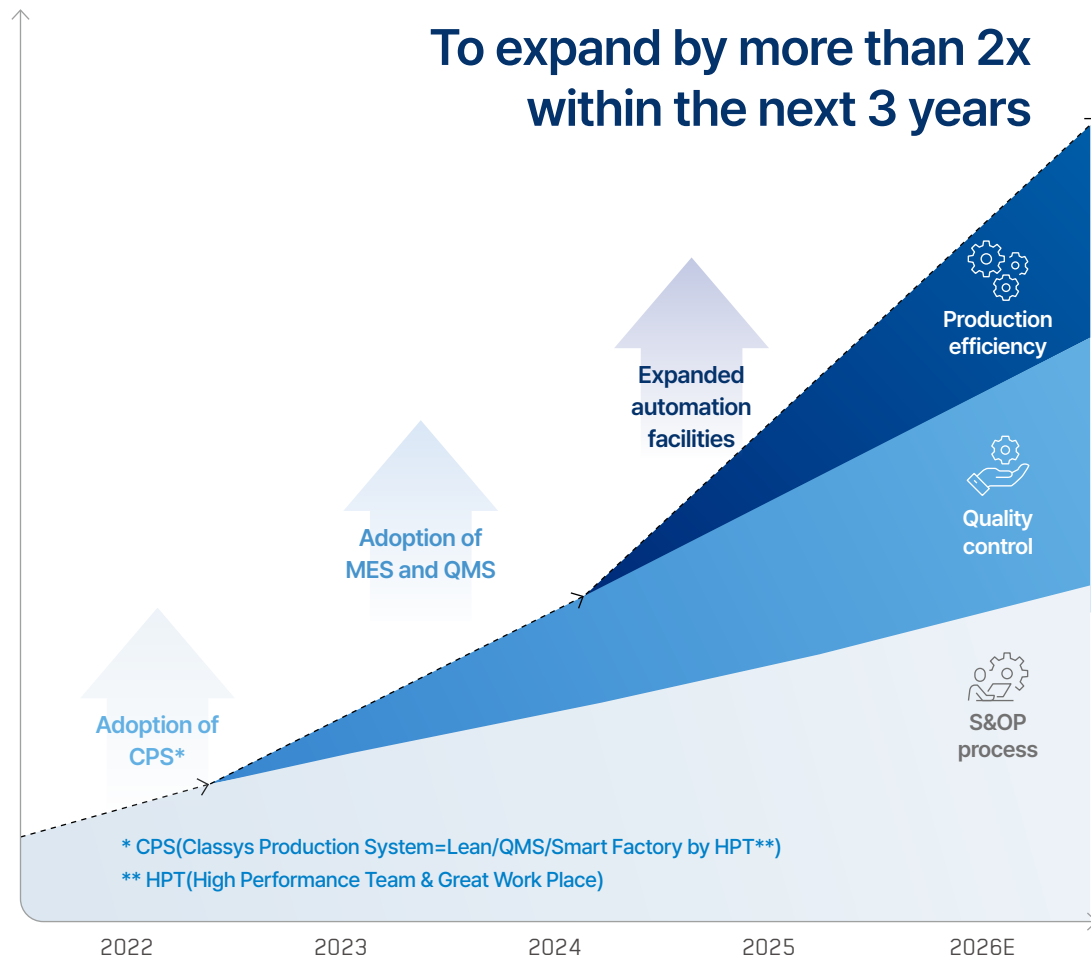 To expand by more than 2x
within the next 3 years
Production
efficiency
Expanded
automation
facilities
Quality
control
Adoption of
MES and QMS
S&OP
process
Adoption of
CPS*
* CPS(Classys Production System=Lean/QMS/Smart Factory by HPT**)
** HPT(High Performance Team & Great Work Place)
2022
2023
2024
2025
2026E